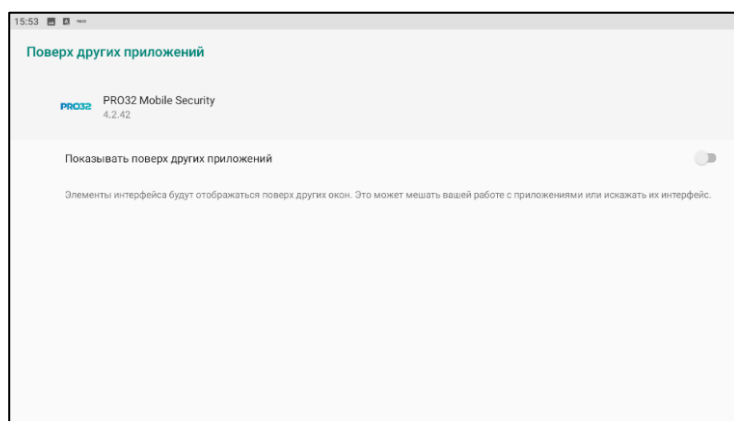 15:53
Поверх других приложений
PRO32
PRO32 Mobile Security
4.2.42
Показывать поверх других приложений
Элементы интерфейса будут отображаться поверх других окон. Это может мешать вашей работе с приложениями или искажать их интерфейс.